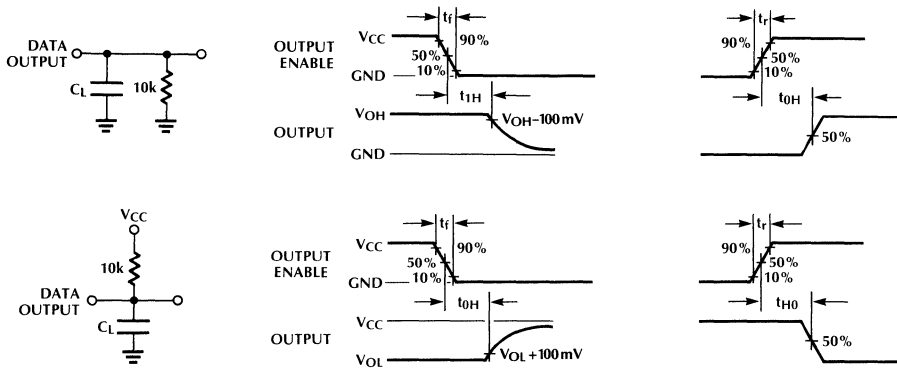 DATA
OUTPUT
CL
10k
OUTPUT
ENABLE
VCC
GND
tf
90%
50%
10%
t1H
OUTPUT
VOH
GND
VOH−100mV
tr
90%
50%
10%
t0H
50%
VCC
10k
DATA
OUTPUT
CL
OUTPUT
ENABLE
VCC
GND
tf
90%
50%
10%
t0H
OUTPUT
VCC
VOL
VOL+100mV
tr
90%
50%
10%
tH0
50%